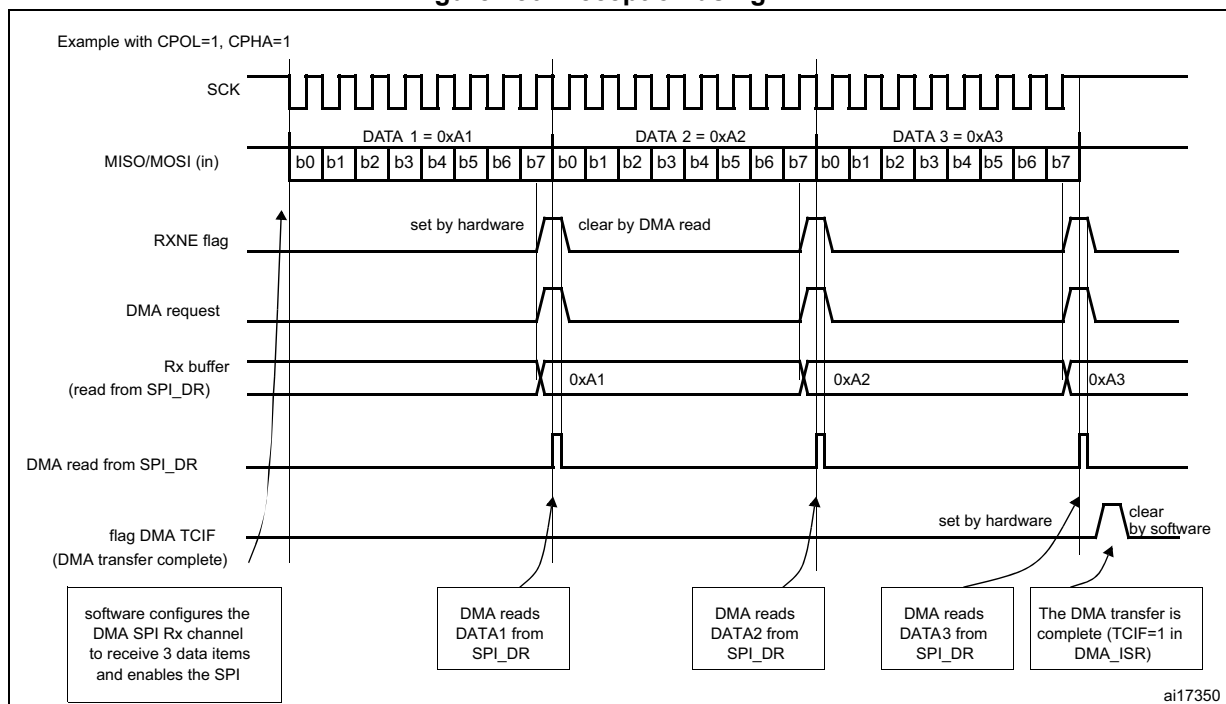 Example with CPOL=1, CPHA=1
SCK
DATA 1 = 0xA1
DATA 2 = 0xA2
DATA 3 = 0xA3
MISO/MOSI (in)
b0 b1 b2 b3 b4 b5 b6 b7 b0 b1 b2 b3 b4 b5 b6 b7 b0 b1 b2 b3 b4 b5 b6 b7
set by hardware
clear by DMA read
RXNE flag
DMA request
Rx buffer
(read from SPI_DR)
0xA1
0xA2
0xA3
DMA read from SPI_DR
flag DMA TCIF
(DMA transfer complete)
set by hardware
clear
by software
software configures the
DMA SPI Rx channel
to receive 3 data items
and enables the SPI
DMA reads
DATA1 from
SPI_DR
DMA reads
DATA2 from
SPI_DR
DMA reads
DATA3 from
SPI_DR
The DMA transfer is
complete (TCIF=1 in
DMA_ISR)
ai17350